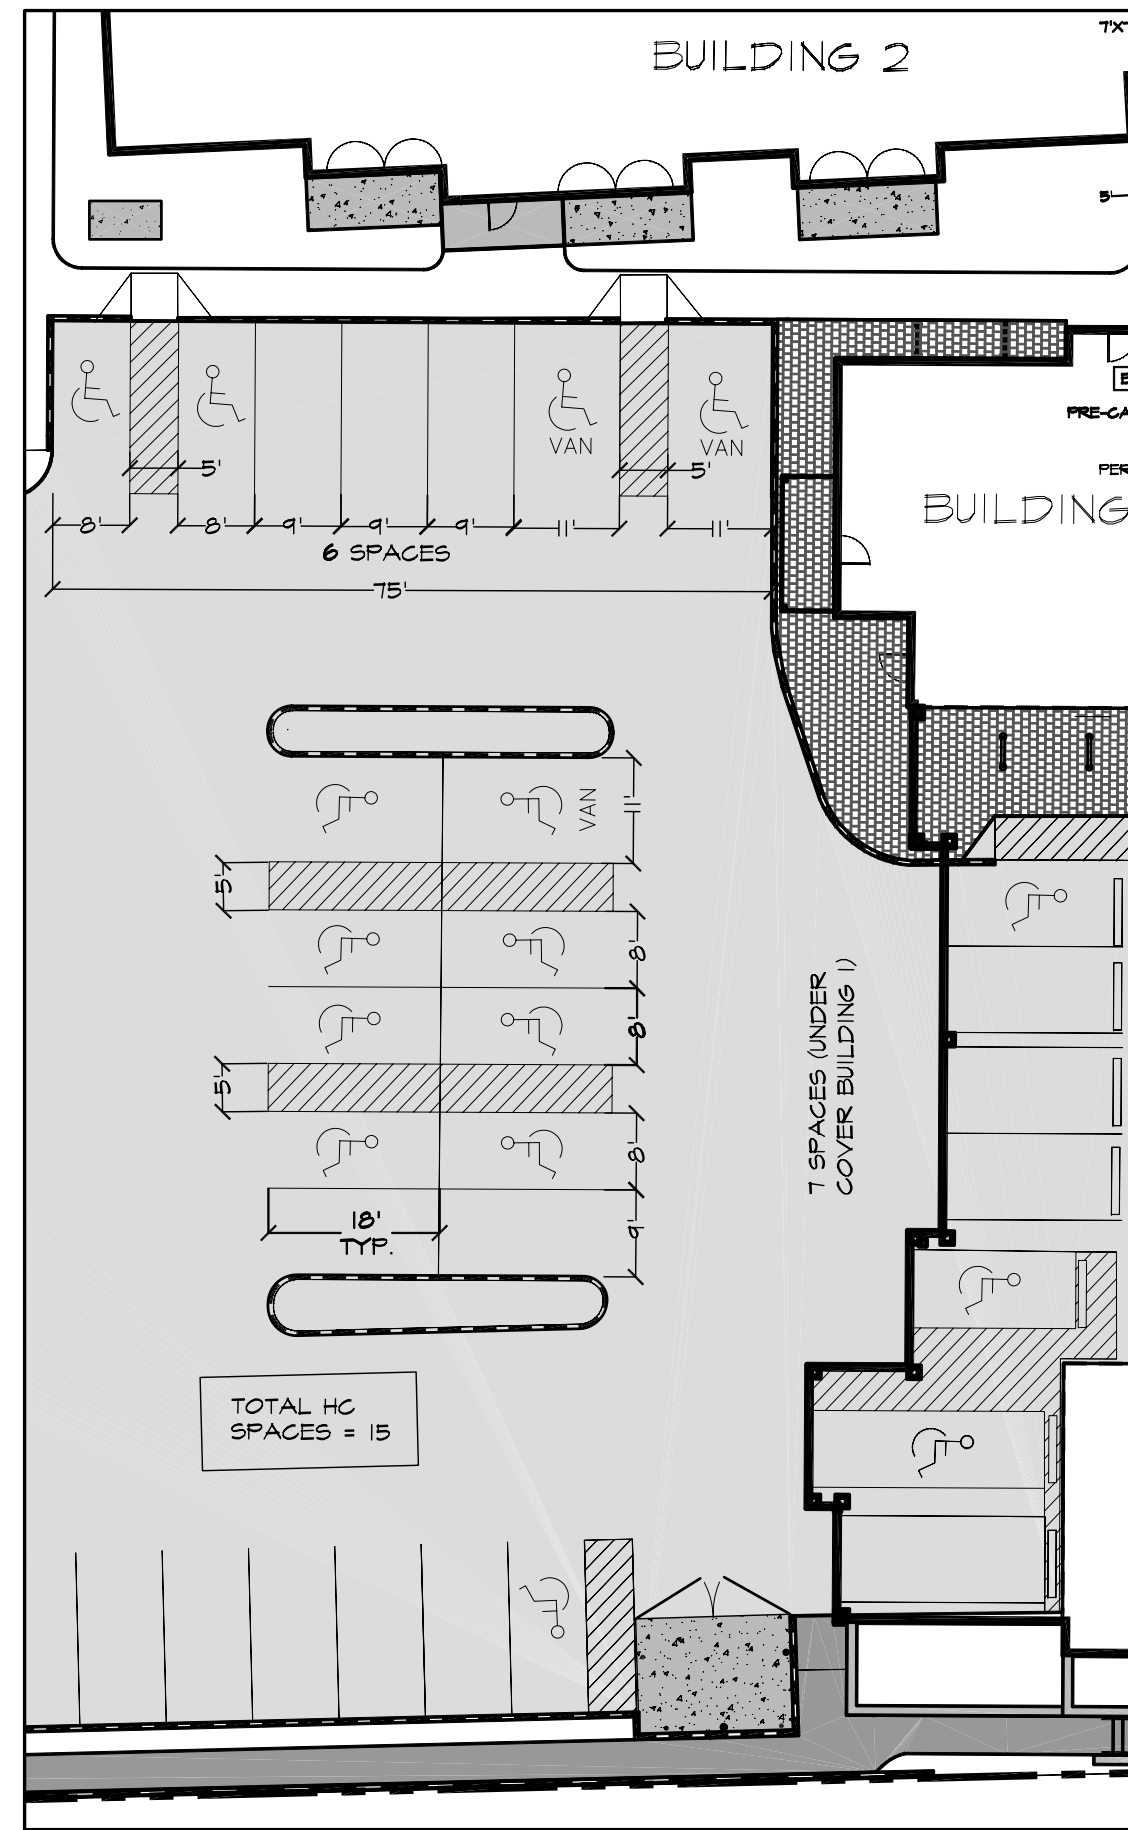 7'X
BUILDING 2
5'
PRE-CA
PER
BUILDING
VAN
VAN
5'
5'
8'
8'
9'
9'
9'
11'
11'
6 SPACES
75'
VAN
11'
5'
8'
8'
5'
8'
18'
TYP.
9'
7 SPACES (UNDER
COVER BUILDING 1)
TOTAL HC
SPACES = 15